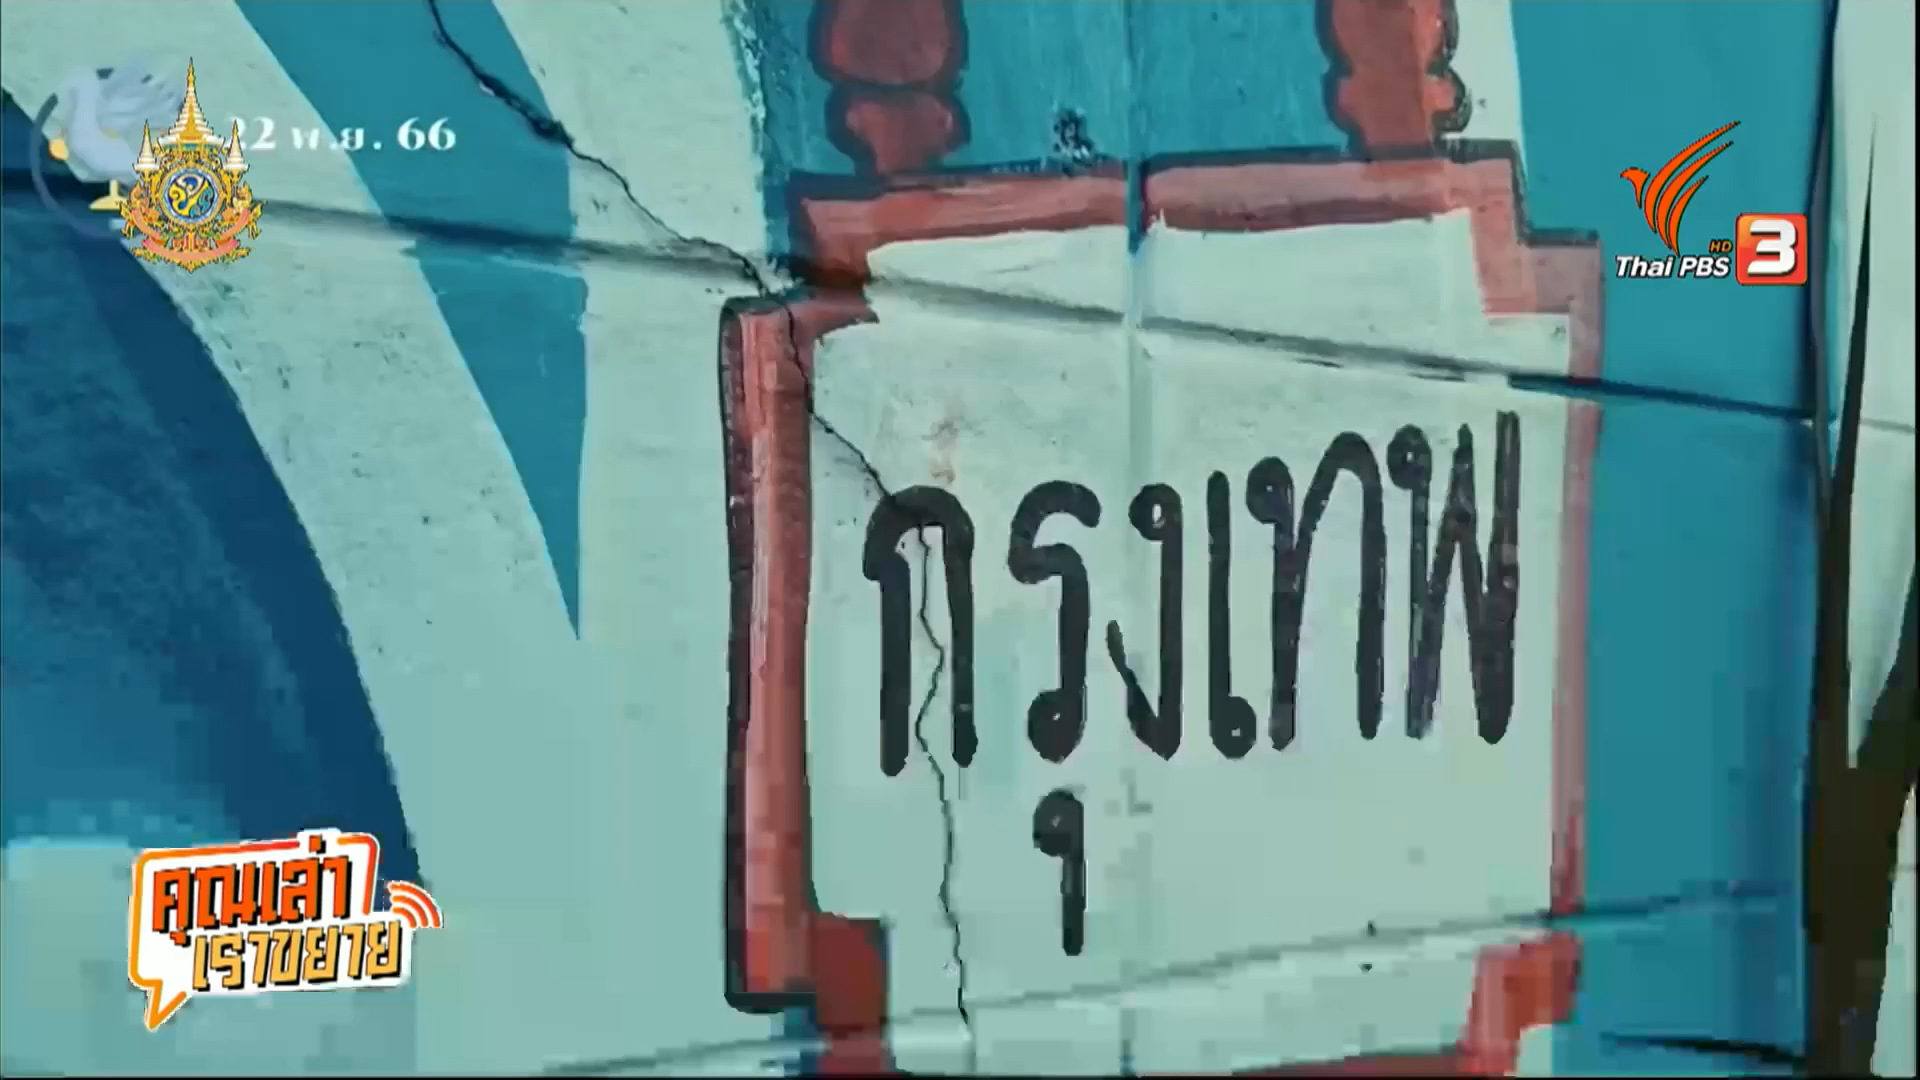 22 พ.ย. 66
HD
Thai PBS 3
กรุงเทพ
คุณเล่า
เราขยาย